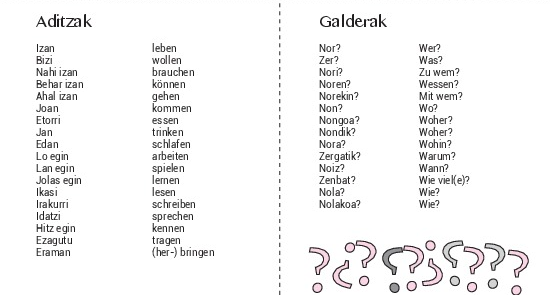 Aditzak
Izan leben
Bizi wollen
Nahi izan brauchen
Behar izan können
Ahal izan gehen
Joan kommen
Etorri essen
Jan trinken
Edan schlafen
Lo egin arbeiten
Lan egin spielen
Jolas egin lernen
Ikasi lesen
Irakurri schreiben
Idatzi sprechen
Hitz egin kennen
Ezagutu tragen
Eraman (her-) bringen
Galderak
Nor? Wer?
Zer? Was?
Nori? Zu wem?
Noren? Wessen?
Norekin? Mit wem?
Non? Wo?
Nongoa? Woher?
Nondik? Woher?
Nora? Wohin?
Zergatik? Warum?
Noiz? Wann?
Zenbat? Wie viel(e)?
Nola? Wie?
Nolakoa? Wie?